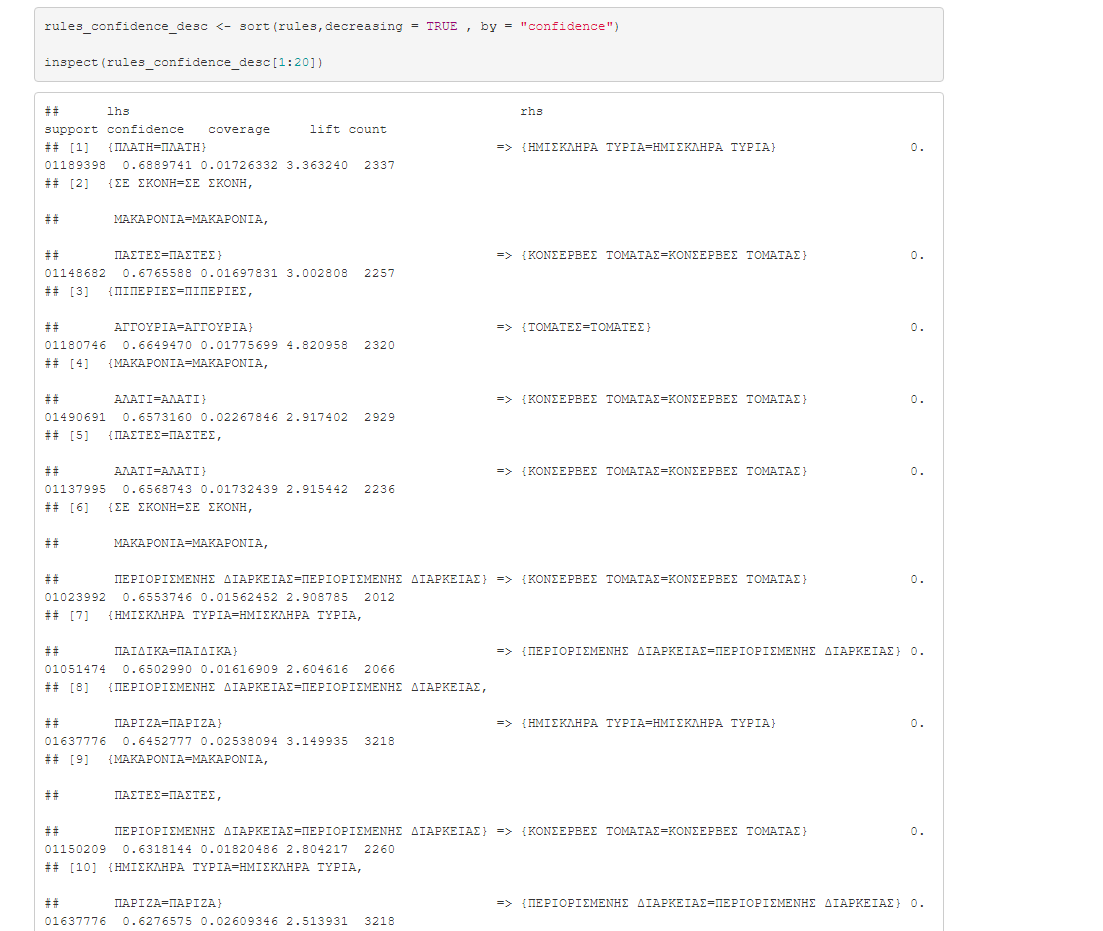 rules_confidence_desc <- sort(rules,decreasing = TRUE , by = "confidence")
inspect(rules_confidence_desc[1:20])
##      lhs                                                  rhs
support confidence   coverage     lift count
## [1]  {ΠΛΑΤΗ=ΠΛΑΤΗ}                                     => {ΗΜΙΣΚΛΗΡΑ ΤΥΡΙΑ=ΗΜΙΣΚΛΗΡΑ ΤΥΡΙΑ}                 0.
01189398  0.6889741 0.01726332 3.363240  2337
## [2]  {ΣΕ ΣΚΟΝΗ=ΣΕ ΣΚΟΝΗ,
##       ΜΑΚΑΡΟΝΙΑ=ΜΑΚΑΡΟΝΙΑ,
##       ΠΑΣΤΕΣ=ΠΑΣΤΕΣ}                                   => {ΚΟΝΣΕΡΒΕΣ ΤΟΜΑΤΑΣ=ΚΟΝΣΕΡΒΕΣ ΤΟΜΑΤΑΣ}             0.
01148682  0.6765588 0.01697831 3.002808  2257
## [3]  {ΠΙΠΕΡΙΕΣ=ΠΙΠΕΡΙΕΣ,
##       ΑΓΓΟΥΡΙΑ=ΑΓΓΟΥΡΙΑ}                               => {ΤΟΜΑΤΕΣ=ΤΟΜΑΤΕΣ}                                 0.
01180746  0.6649470 0.01775699 4.820958  2320
## [4]  {ΜΑΚΑΡΟΝΙΑ=ΜΑΚΑΡΟΝΙΑ,
##       ΑΛΑΤΙ=ΑΛΑΤΙ}                                     => {ΚΟΝΣΕΡΒΕΣ ΤΟΜΑΤΑΣ=ΚΟΝΣΕΡΒΕΣ ΤΟΜΑΤΑΣ}             0.
01490691  0.6573160 0.02267846 2.917402  2929
## [5]  {ΠΑΣΤΕΣ=ΠΑΣΤΕΣ,
##       ΑΛΑΤΙ=ΑΛΑΤΙ}                                     => {ΚΟΝΣΕΡΒΕΣ ΤΟΜΑΤΑΣ=ΚΟΝΣΕΡΒΕΣ ΤΟΜΑΤΑΣ}             0.
01137995  0.6568743 0.01732439 2.915442  2236
## [6]  {ΣΕ ΣΚΟΝΗ=ΣΕ ΣΚΟΝΗ,
##       ΜΑΚΑΡΟΝΙΑ=ΜΑΚΑΡΟΝΙΑ,
##       ΠΕΡΙΟΡΙΣΜΕΝΗΣ ΔΙΑΡΚΕΙΑΣ=ΠΕΡΙΟΡΙΣΜΕΝΗΣ ΔΙΑΡΚΕΙΑΣ} => {ΚΟΝΣΕΡΒΕΣ ΤΟΜΑΤΑΣ=ΚΟΝΣΕΡΒΕΣ ΤΟΜΑΤΑΣ}             0.
01023992  0.6553746 0.01562452 2.908785  2012
## [7]  {ΗΜΙΣΚΛΗΡΑ ΤΥΡΙΑ=ΗΜΙΣΚΛΗΡΑ ΤΥΡΙΑ,
##       ΠΑΙΔΙΚΑ=ΠΑΙΔΙΚΑ}                                 => {ΠΕΡΙΟΡΙΣΜΕΝΗΣ ΔΙΑΡΚΕΙΑΣ=ΠΕΡΙΟΡΙΣΜΕΝΗΣ ΔΙΑΡΚΕΙΑΣ} 0.
01051474  0.6502990 0.01616909 2.604616  2066
## [8]  {ΠΕΡΙΟΡΙΣΜΕΝΗΣ ΔΙΑΡΚΕΙΑΣ=ΠΕΡΙΟΡΙΣΜΕΝΗΣ ΔΙΑΡΚΕΙΑΣ,
##       ΠΑΡΙΖΑ=ΠΑΡΙΖΑ}                                   => {ΗΜΙΣΚΛΗΡΑ ΤΥΡΙΑ=ΗΜΙΣΚΛΗΡΑ ΤΥΡΙΑ}                 0.
01637776  0.6452777 0.02538094 3.149935  3218
## [9]  {ΜΑΚΑΡΟΝΙΑ=ΜΑΚΑΡΟΝΙΑ,
##       ΠΑΣΤΕΣ=ΠΑΣΤΕΣ,
##       ΠΕΡΙΟΡΙΣΜΕΝΗΣ ΔΙΑΡΚΕΙΑΣ=ΠΕΡΙΟΡΙΣΜΕΝΗΣ ΔΙΑΡΚΕΙΑΣ} => {ΚΟΝΣΕΡΒΕΣ ΤΟΜΑΤΑΣ=ΚΟΝΣΕΡΒΕΣ ΤΟΜΑΤΑΣ}             0.
01150209  0.6318144 0.01820486 2.804217  2260
## [10] {ΗΜΙΣΚΛΗΡΑ ΤΥΡΙΑ=ΗΜΙΣΚΛΗΡΑ ΤΥΡΙΑ,
##       ΠΑΡΙΖΑ=ΠΑΡΙΖΑ}                                   => {ΠΕΡΙΟΡΙΣΜΕΝΗΣ ΔΙΑΡΚΕΙΑΣ=ΠΕΡΙΟΡΙΣΜΕΝΗΣ ΔΙΑΡΚΕΙΑΣ} 0.
01637776  0.6276575 0.02609346 2.513931  3218